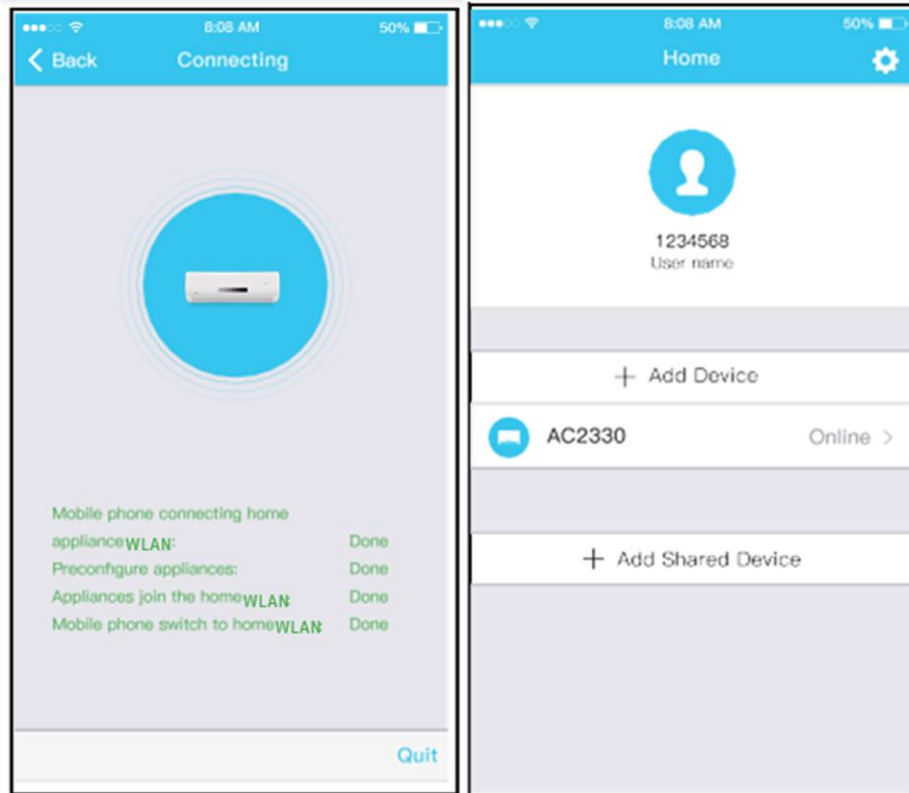 8:08 AM
50%
Back
Connecting
Mobile phone connecting home
applianceWLAN:
Done
Preconfigure appliances:
Done
Appliances join the homeWLAN:
Done
Mobile phone switch to homeWLAN:
Done
Quit
8:08 AM
50%
Home
1234568
User name
+ Add Device
AC2330
Online >
+ Add Shared Device